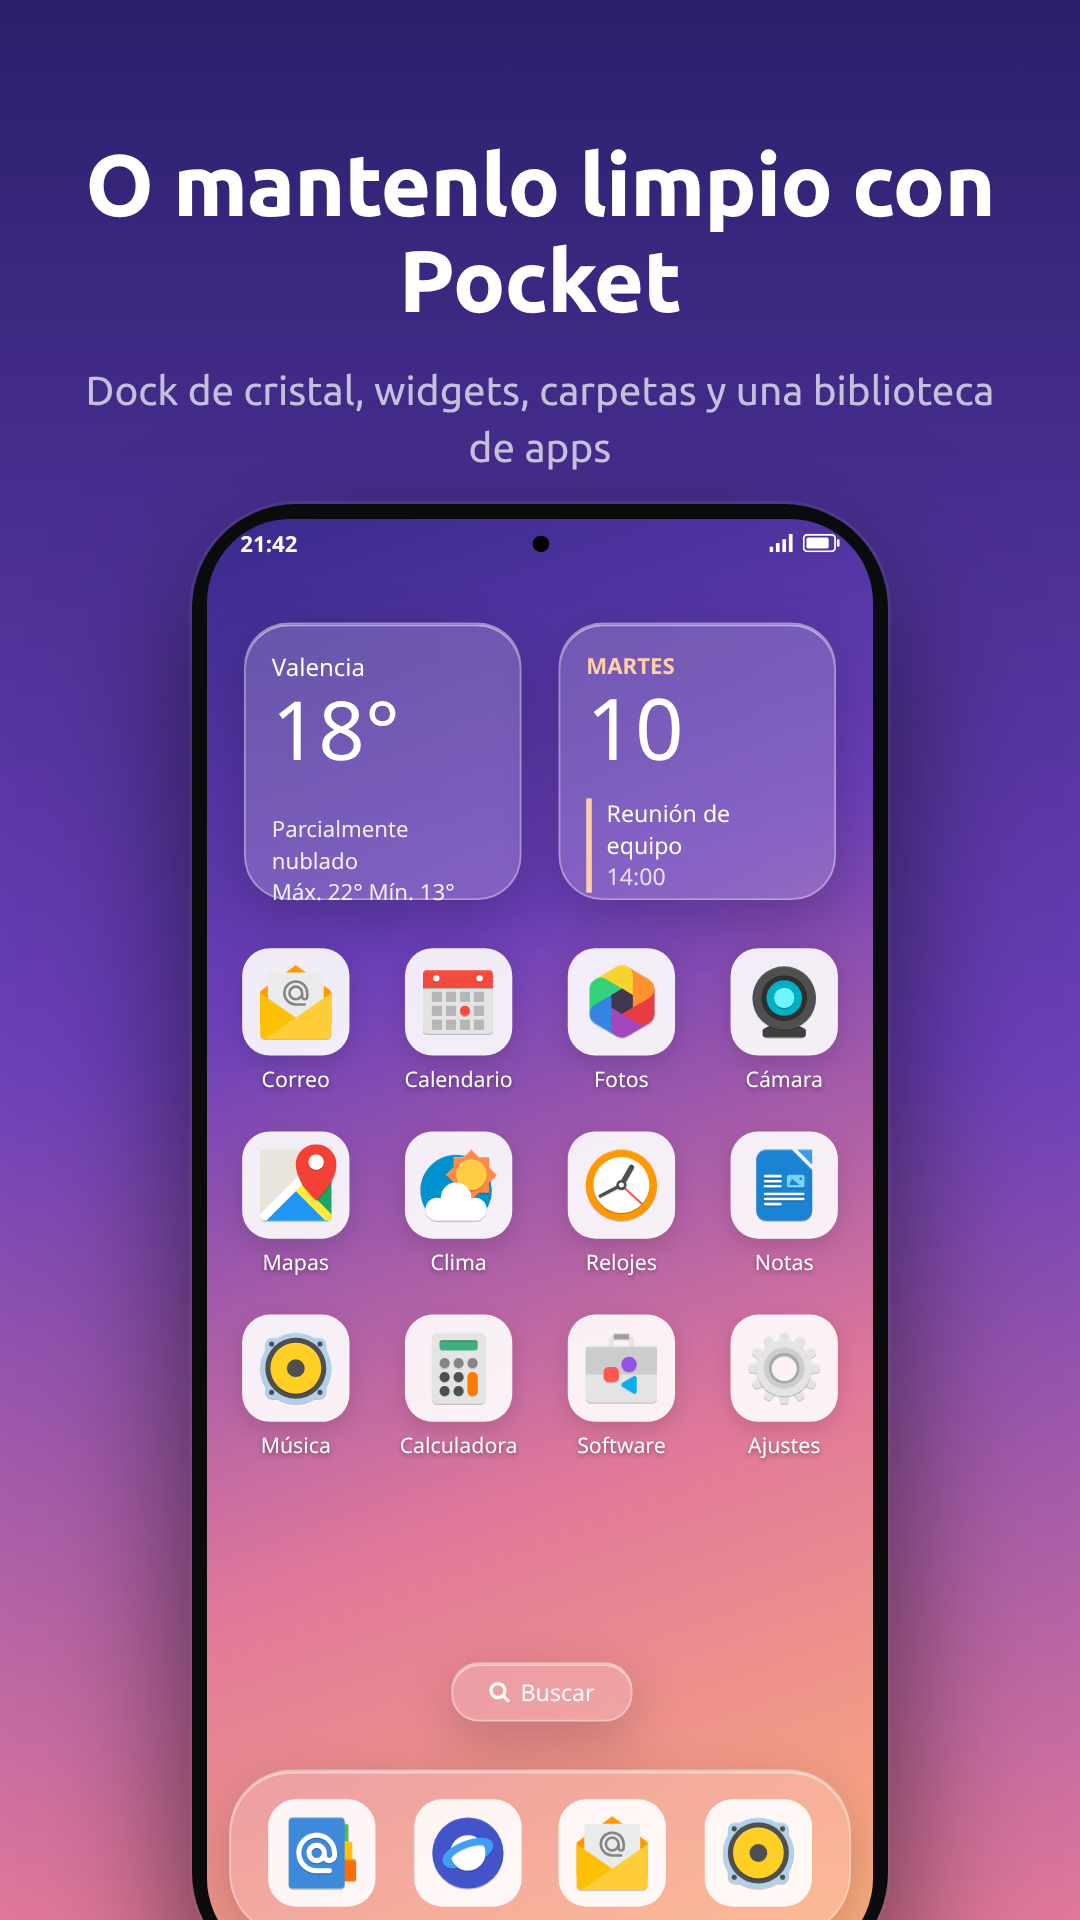 O mantenlo limpio con
Pocket
Dock de cristal, widgets, carpetas y una biblioteca
de apps
21:42
Valencia
18°
Parcialmente
nublado
Máx. 22° Mín. 13°
MARTES
10
Reunión de
equipo
14:00
Correo
Calendario
Fotos
Cámara
Mapas
Clima
Relojes
Notas
Música
Calculadora
Software
Ajustes
Buscar